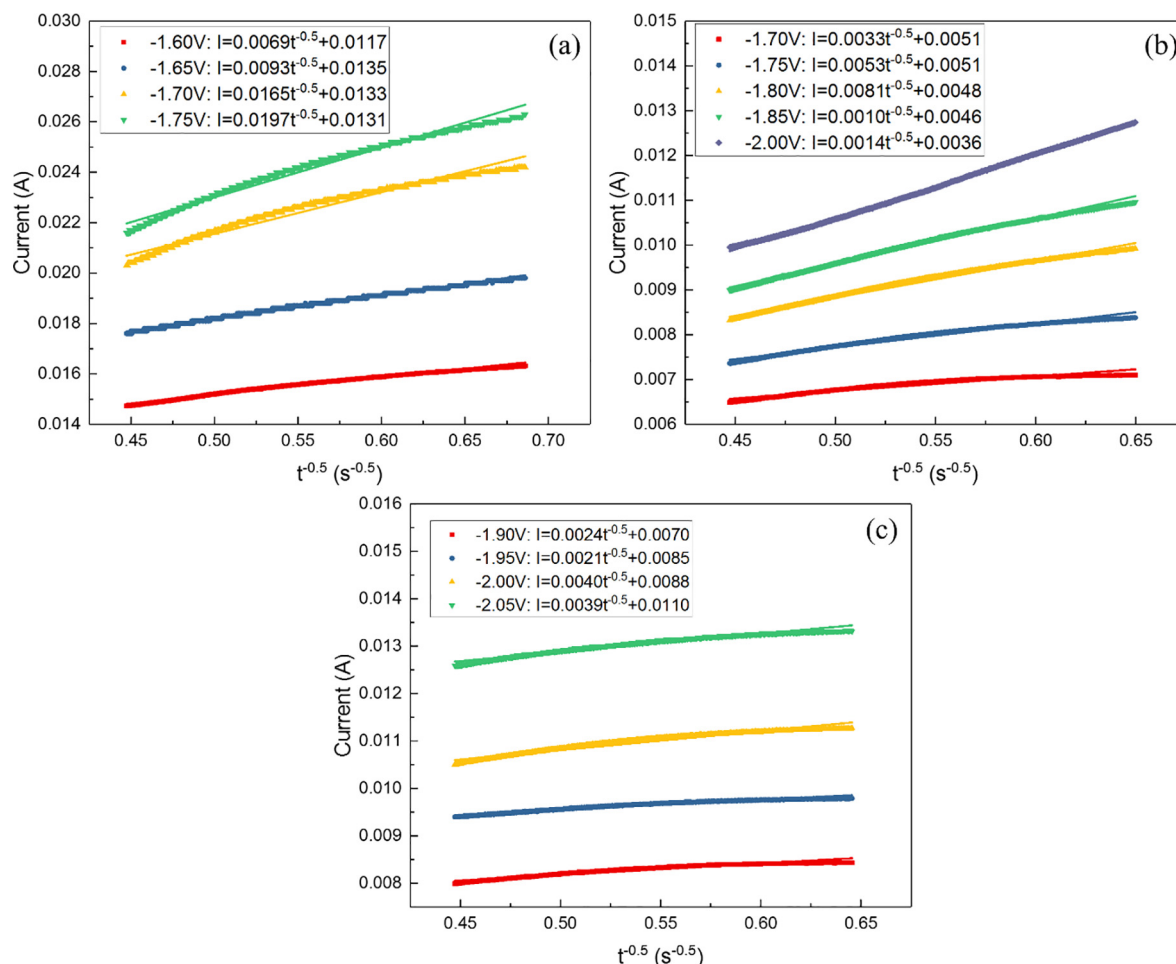 (a)
-1.60V: I=0.0069t^-0.5+0.0117
-1.65V: I=0.0093t^-0.5+0.0135
-1.70V: I=0.0165t^-0.5+0.0133
-1.75V: I=0.0197t^-0.5+0.0131
Current (A)
0.030
0.028
0.026
0.024
0.022
0.020
0.018
0.016
0.014
0.45 0.50 0.55 0.60 0.65 0.70
t^-0.5 (s^-0.5)
(b)
-1.70V: I=0.0033t^-0.5+0.0051
-1.75V: I=0.0053t^-0.5+0.0051
-1.80V: I=0.0081t^-0.5+0.0048
-1.85V: I=0.0010t^-0.5+0.0046
-2.00V: I=0.0014t^-0.5+0.0036
Current (A)
0.015
0.014
0.013
0.012
0.011
0.010
0.009
0.008
0.007
0.006
0.45 0.50 0.55 0.60 0.65
t^-0.5 (s^-0.5)
(c)
-1.90V: I=0.0024t^-0.5+0.0070
-1.95V: I=0.0021t^-0.5+0.0085
-2.00V: I=0.0040t^-0.5+0.0088
-2.05V: I=0.0039t^-0.5+0.0110
Current (A)
0.016
0.015
0.014
0.013
0.011
0.010
0.009
0.008
0.45 0.50 0.55 0.60 0.65
t^-0.5 (s^-0.5)